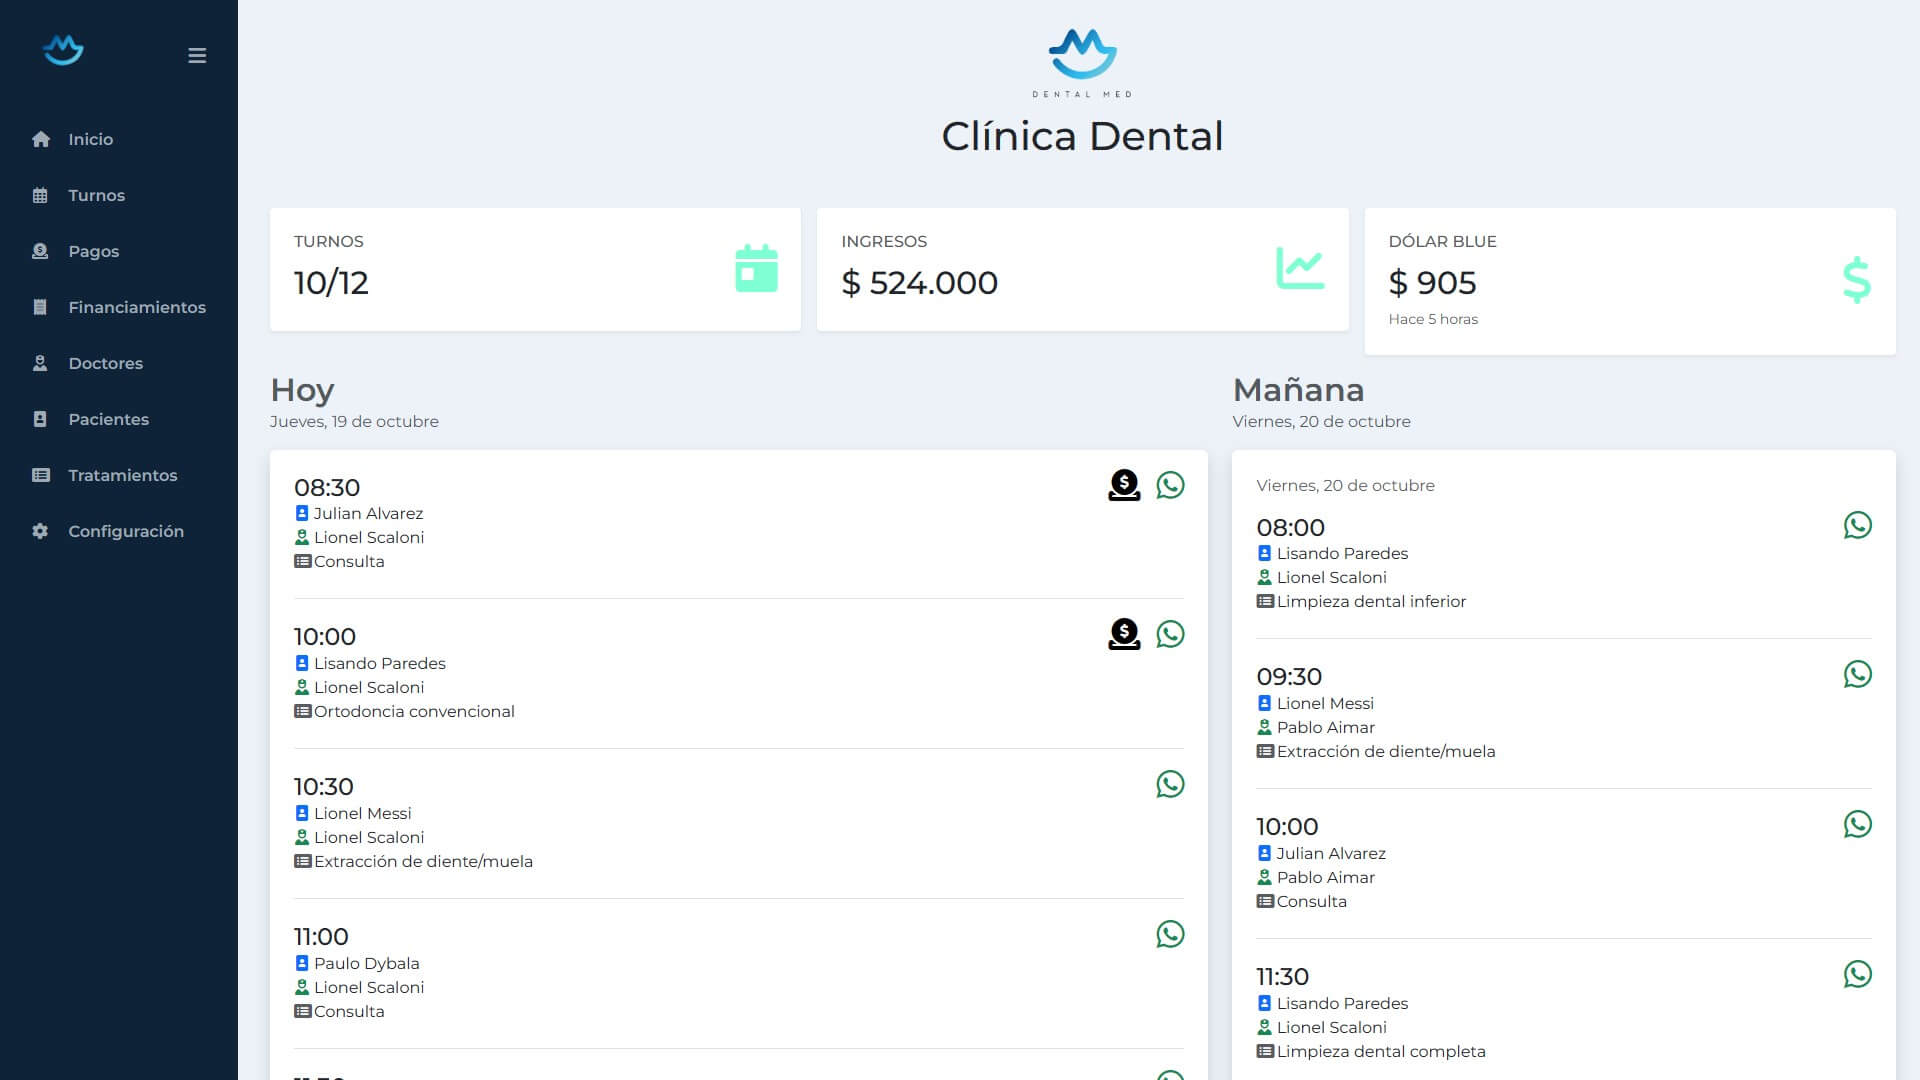 Inicio
Turnos
Pagos
Financiamientos
Doctores
Pacientes
Tratamientos
Configuración
DENTAL MED
Clínica Dental
TURNOS
10/12
INGRESOS
$ 524.000
DÓLAR BLUE
$ 905
Hace 5 horas
Hoy
Jueves, 19 de octubre
08:30
Julian Alvarez
Lionel Scaloni
Consulta
10:00
Lisando Paredes
Lionel Scaloni
Ortodoncia convencional
10:30
Lionel Messi
Lionel Scaloni
Extracción de diente/muela
11:00
Paulo Dybala
Lionel Scaloni
Consulta
Mañana
Viernes, 20 de octubre
Viernes, 20 de octubre
08:00
Lisando Paredes
Lionel Scaloni
Limpieza dental inferior
09:30
Lionel Messi
Pablo Aimar
Extracción de diente/muela
10:00
Julian Alvarez
Pablo Aimar
Consulta
11:30
Lisando Paredes
Lionel Scaloni
Limpieza dental completa